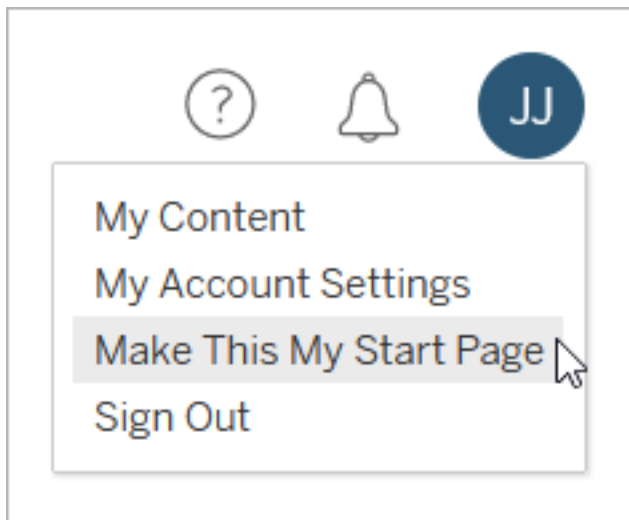 ?
JJ
My Content
My Account Settings
Make This My Start Page
Sign Out